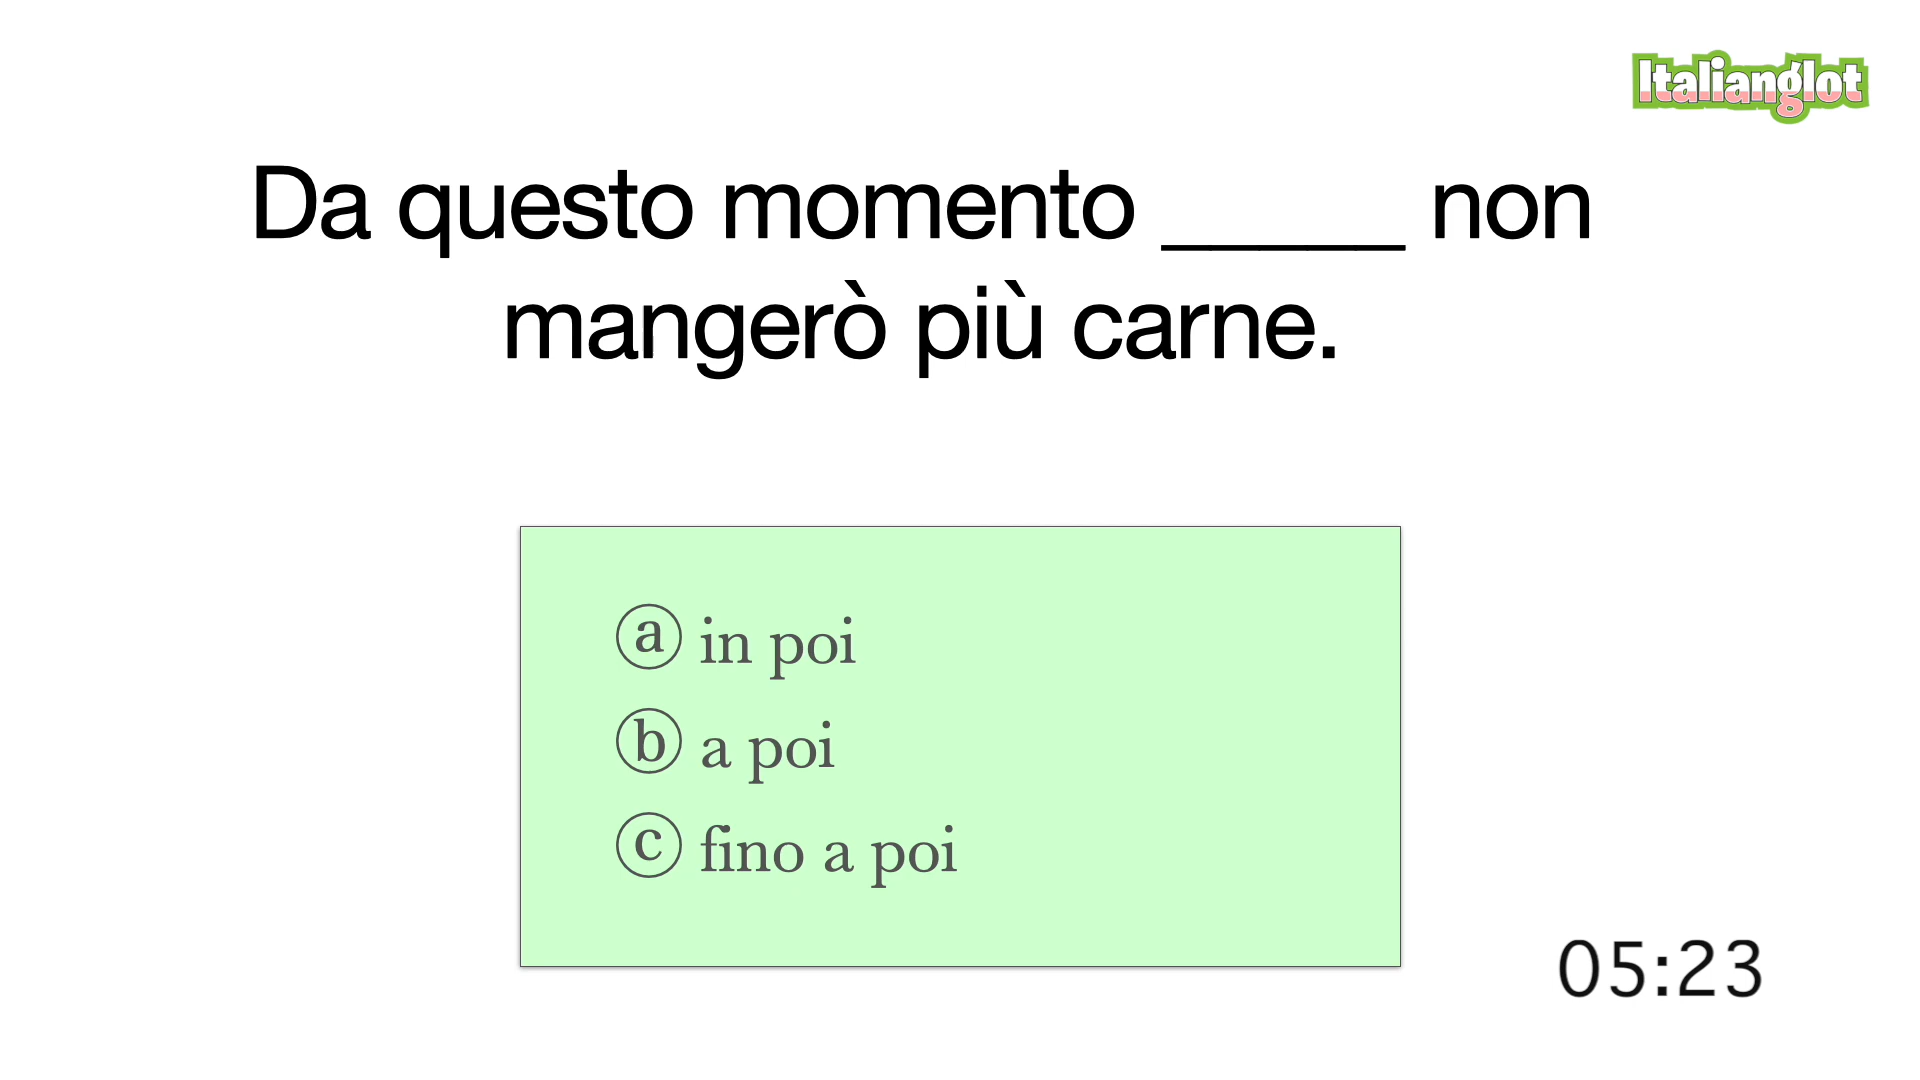 Italianglot
Da questo momento _____ non
mangerò più carne.
ⓐ in poi
ⓑ a poi
ⓒ fino a poi
05:23